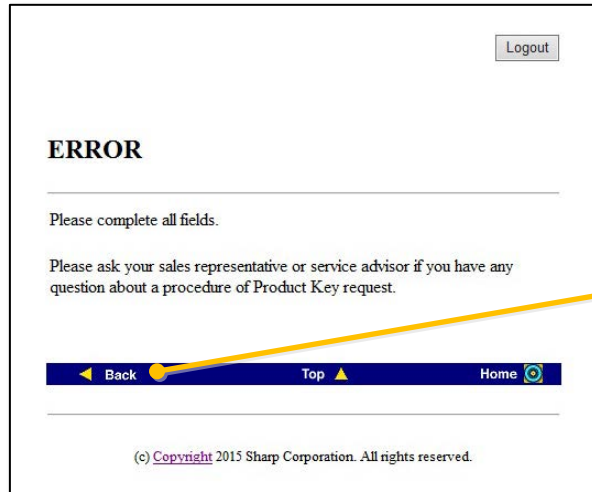 Logout
ERROR
Please complete all fields.
Please ask your sales representative or service advisor if you have any
question about a procedure of Product Key request.
Back Top Home
(c) Copyright 2015 Sharp Corporation. All rights reserved.